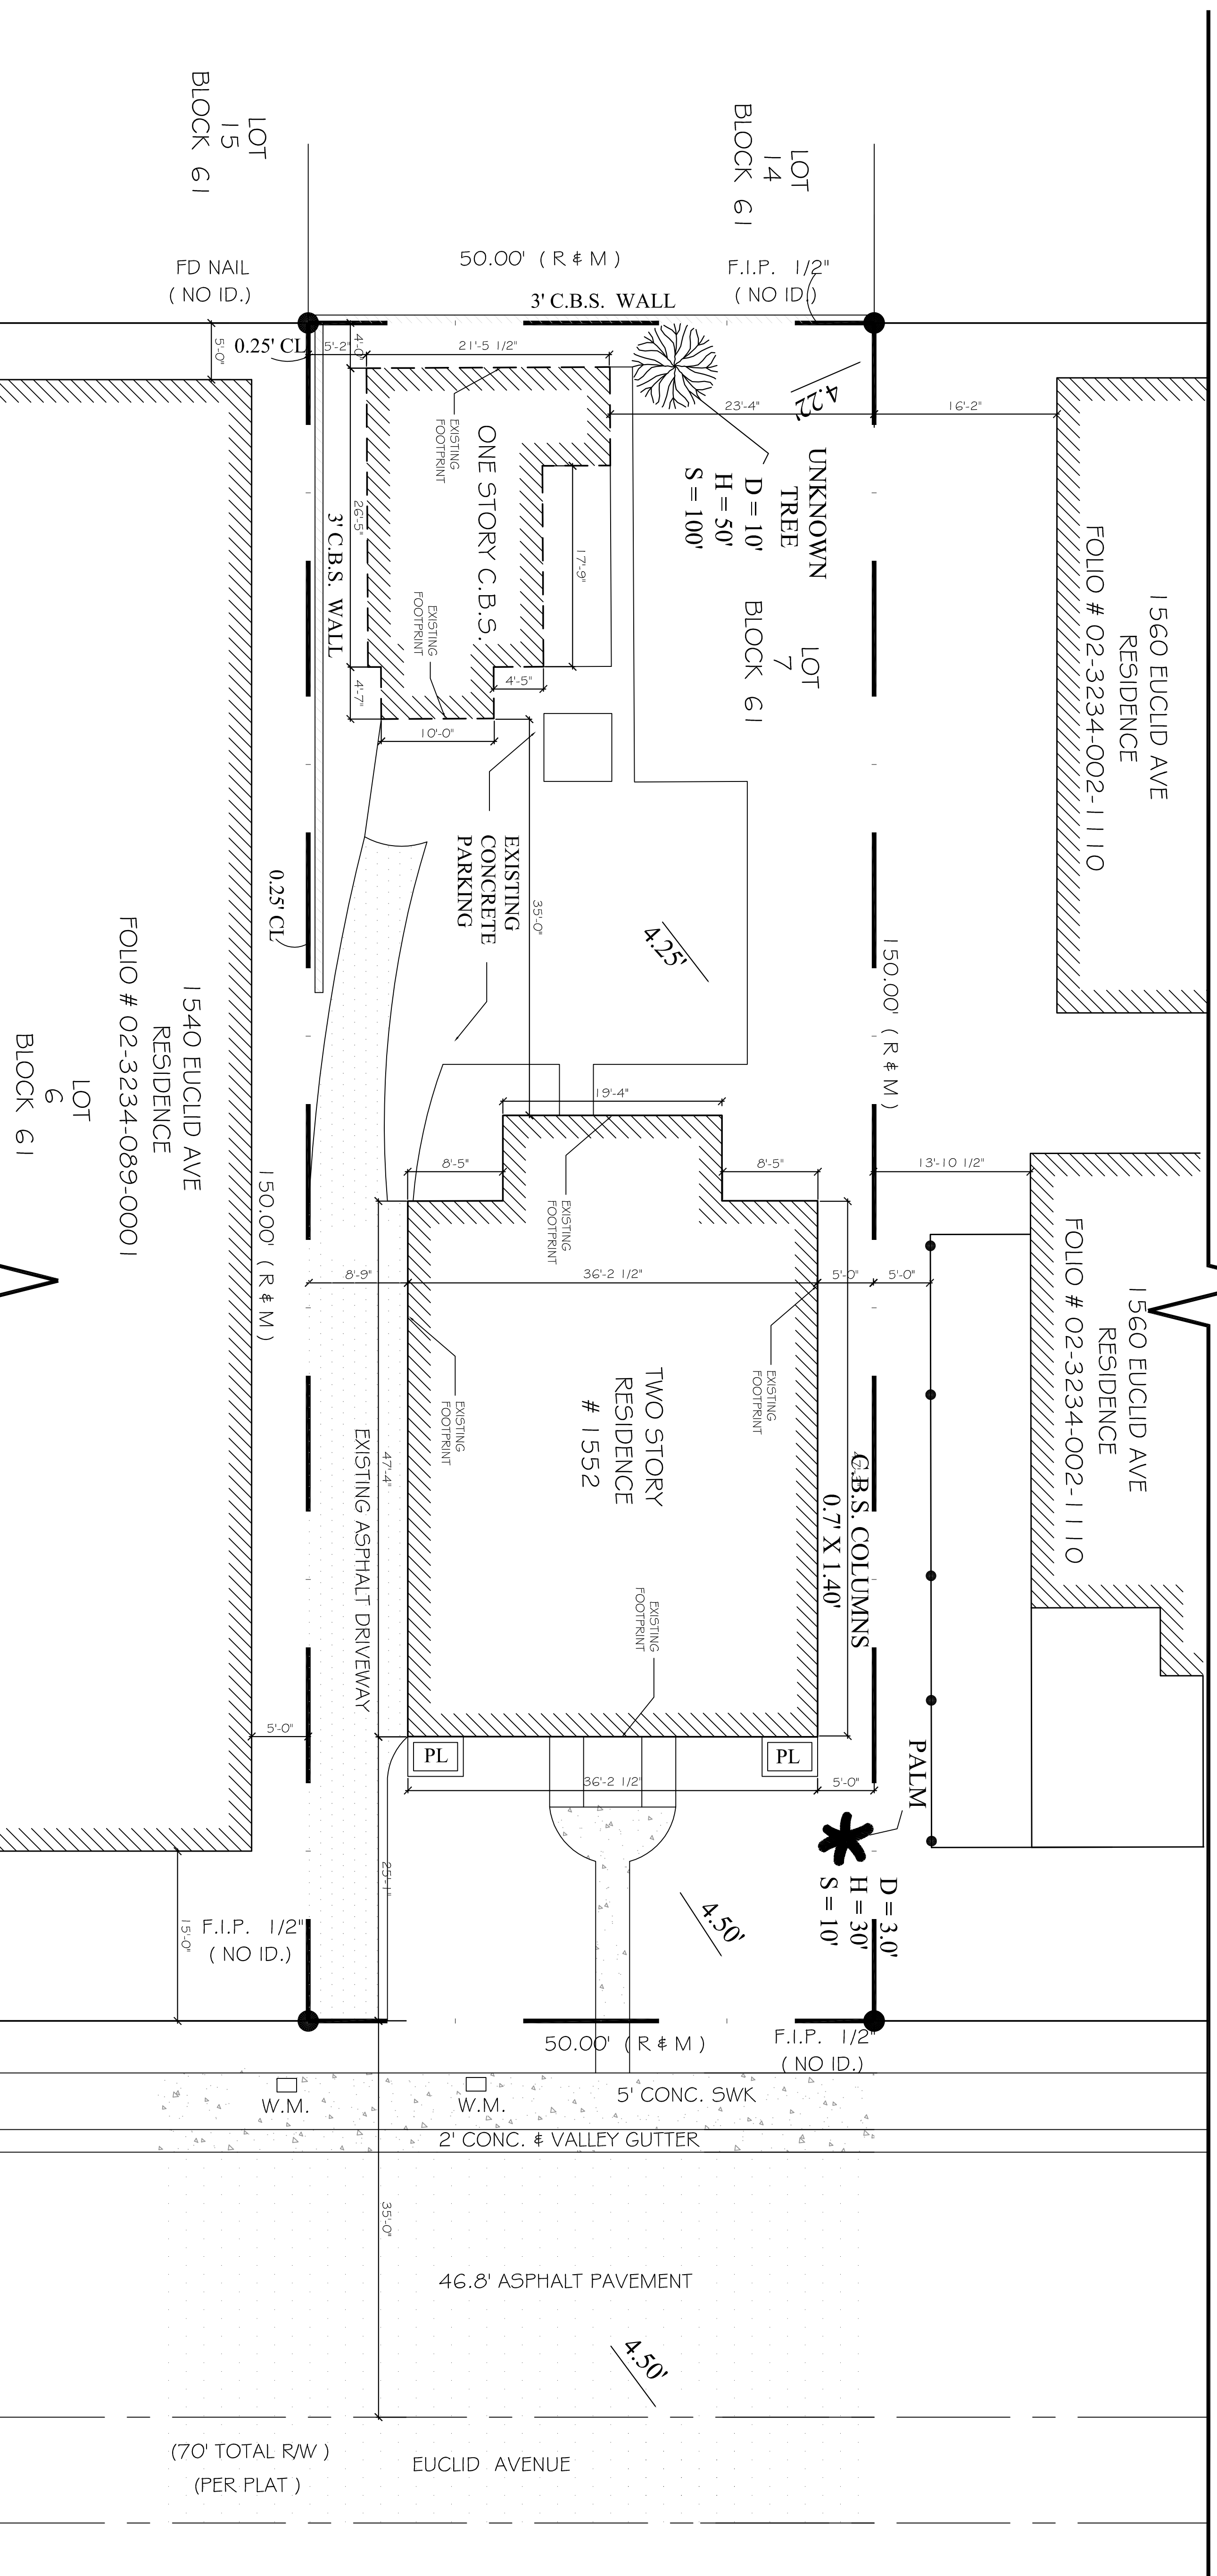 LOT
15
BLOCK 61
LOT
14
BLOCK 61
50.00' ( R & M )
FD NAIL
( NO ID.)
F.I.P. 1/2"
( NO ID.)
3' C.B.S. WALL
0.25' CL
5'-0"
5'-2"
4'-0"
21'-5 1/2"
23'-4"
4.22'
16'-2"
EXISTING
FOOTPRINT
ONE STORY C.B.S.
26'-5"
3' C.B.S. WALL
17'-9"
UNKNOWN
TREE
D = 10'
H = 50'
S = 100'
1560 EUCLID AVE
RESIDENCE
FOLIO # 02-3234-002-1110
EXISTING
FOOTPRINT
LOT
7
BLOCK 61
4'-7"
4'-5"
10'-0"
EXISTING
CONCRETE
PARKING
35'-0"
0.25' CL
4.25'
150.00' ( R & M )
1540 EUCLID AVE
RESIDENCE
FOLIO # 02-3234-089-0001
LOT
6
BLOCK 61
150.00' ( R & M )
19'-4"
8'-5"
8'-5"
13'-10 1/2"
EXISTING
FOOTPRINT
8'-9"
36'-2 1/2"
5'-0"
5'-0"
1560 EUCLID AVE
RESIDENCE
FOLIO # 02-3234-002-1110
EXISTING
FOOTPRINT
EXISTING
FOOTPRINT
TWO STORY
RESIDENCE
# 1552
47'-4"
EXISTING ASPHALT DRIVEWAY
C.B.S. COLUMNS
0.7' X 1.40'
EXISTING
FOOTPRINT
5'-0"
PL
PL
36'-2 1/2"
5'-0"
PALM
D = 3.0'
H = 30'
S = 10'
25'-1"
15'-0"
4.50'
F.I.P. 1/2"
( NO ID.)
50.00' ( R & M )
F.I.P. 1/2"
( NO ID.)
W.M.
W.M.
5' CONC. SWK
2' CONC. & VALLEY GUTTER
35'-0"
46.8' ASPHALT PAVEMENT
4.50'
(70' TOTAL R/W )
(PER PLAT )
EUCLID AVENUE